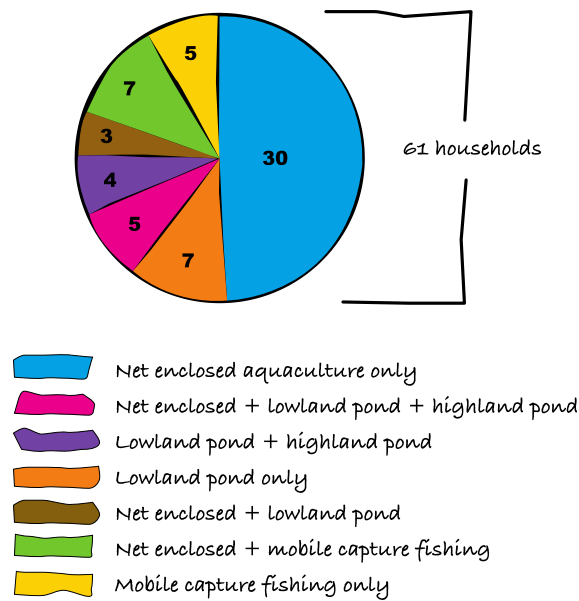 5
7
30
3
61 households
4
5
7
Net enclosed aquaculture only
Net enclosed + lowland pond + highland pond
Lowland pond + highland pond
Lowland pond only
Net enclosed + lowland pond
Net enclosed + mobile capture fishing
Mobile capture fishing only